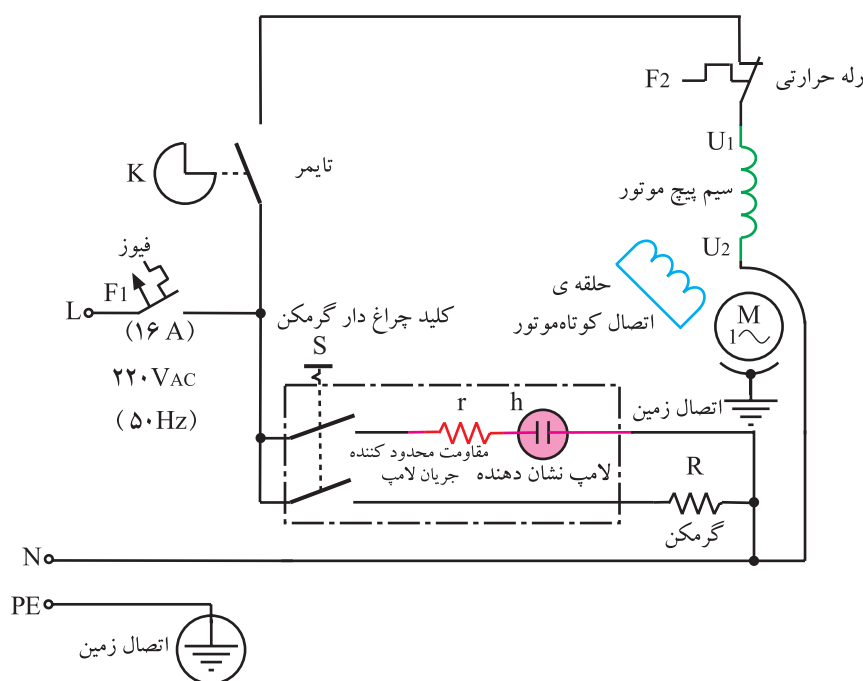 F2
رله حرارتی
U1
سیم پیچ موتور
U2
K
تایمر
فیوز
F1
L
(۱۶ A)
۲۲۰VAC
(۵۰Hz)
حلقه ی
اتصال کوتاه‌موتور
M
1
اتصال زمین
کلید چراغ دار گرمکن
S
r
h
مقاومت محدود کننده
جریان لامپ
لامپ نشان دهنده
R
گرمکن
N
PE
اتصال زمین